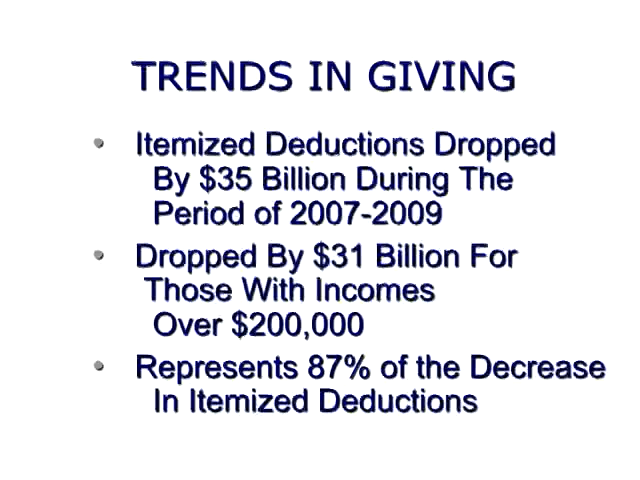 TRENDS IN GIVING
• Itemized Deductions Dropped
By $35 Billion During The
Period of 2007-2009
• Dropped By $31 Billion For
Those With Incomes
Over $200,000
• Represents 87% of the Decrease
In Itemized Deductions